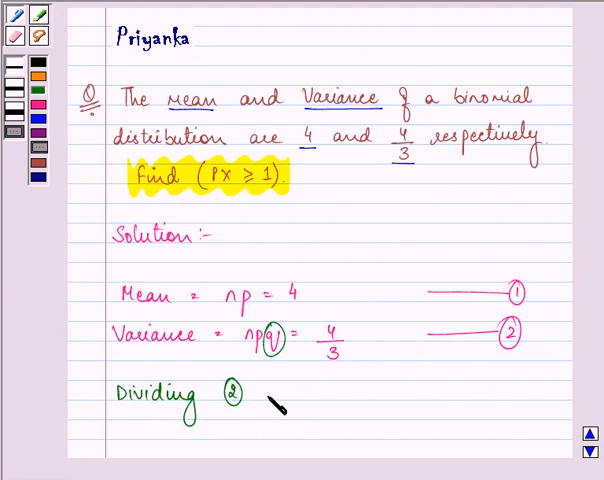 Priyanka
Q The mean and Variance of a binomial
distribution are 4 and 4/3 respectively.
Find (PX ≥ 1).
Solution:-
Mean = np = 4 ——— 1
Variance = npq = 4/3 ——— 2
Dividing 2